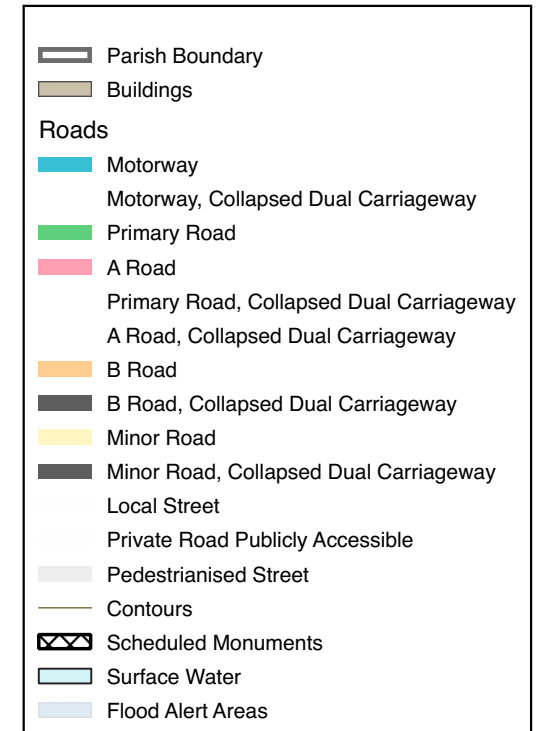 Parish Boundary
Buildings
Roads
Motorway
Motorway, Collapsed Dual Carriageway
Primary Road
A Road
Primary Road, Collapsed Dual Carriageway
A Road, Collapsed Dual Carriageway
B Road
B Road, Collapsed Dual Carriageway
Minor Road
Minor Road, Collapsed Dual Carriageway
Local Street
Private Road Publicly Accessible
Pedestrianised Street
Contours
Scheduled Monuments
Surface Water
Flood Alert Areas